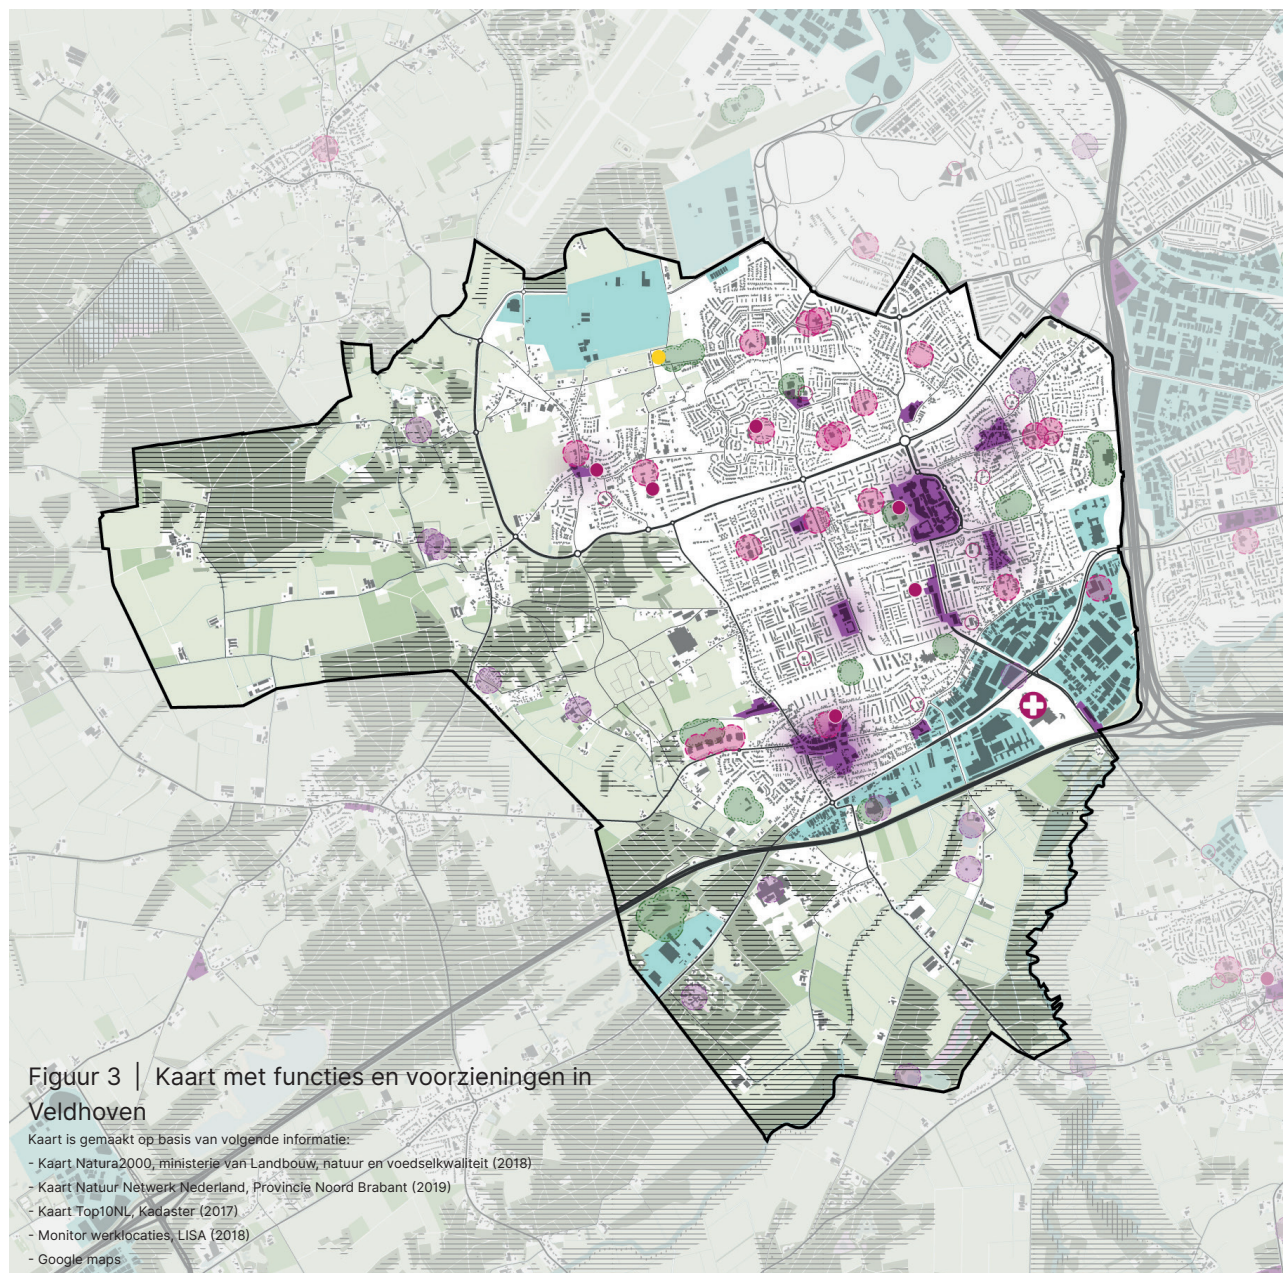 Figuur 3 | Kaart met functies en voorzieningen in
Veldhoven
Kaart is gemaakt op basis van volgende informatie:
- Kaart Natura2000, ministerie van Landbouw, natuur en voedselkwaliteit (2018)
- Kaart Natuur Netwerk Nederland, Provincie Noord Brabant (2019)
- Kaart Top10NL, Kadaster (2017)
- Monitor werklocaties, LISA (2018)
- Google maps